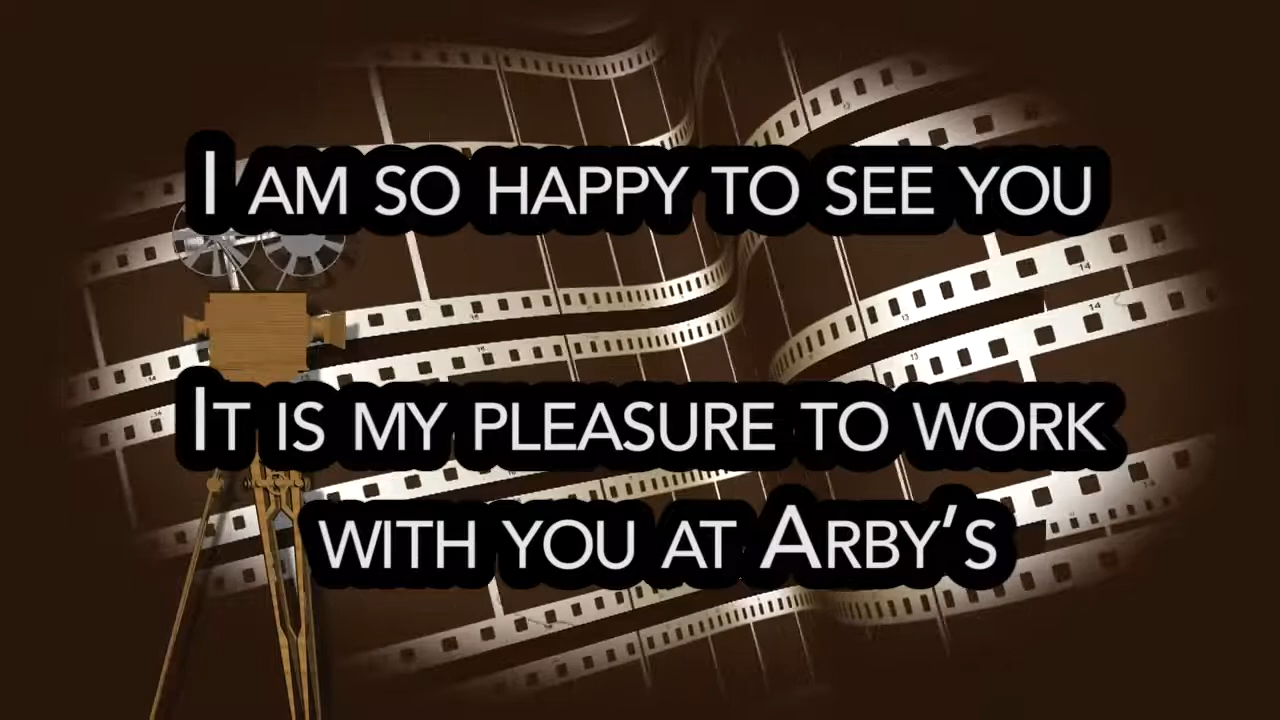 I am so happy to see you
It is my pleasure to work
with you at Arby's